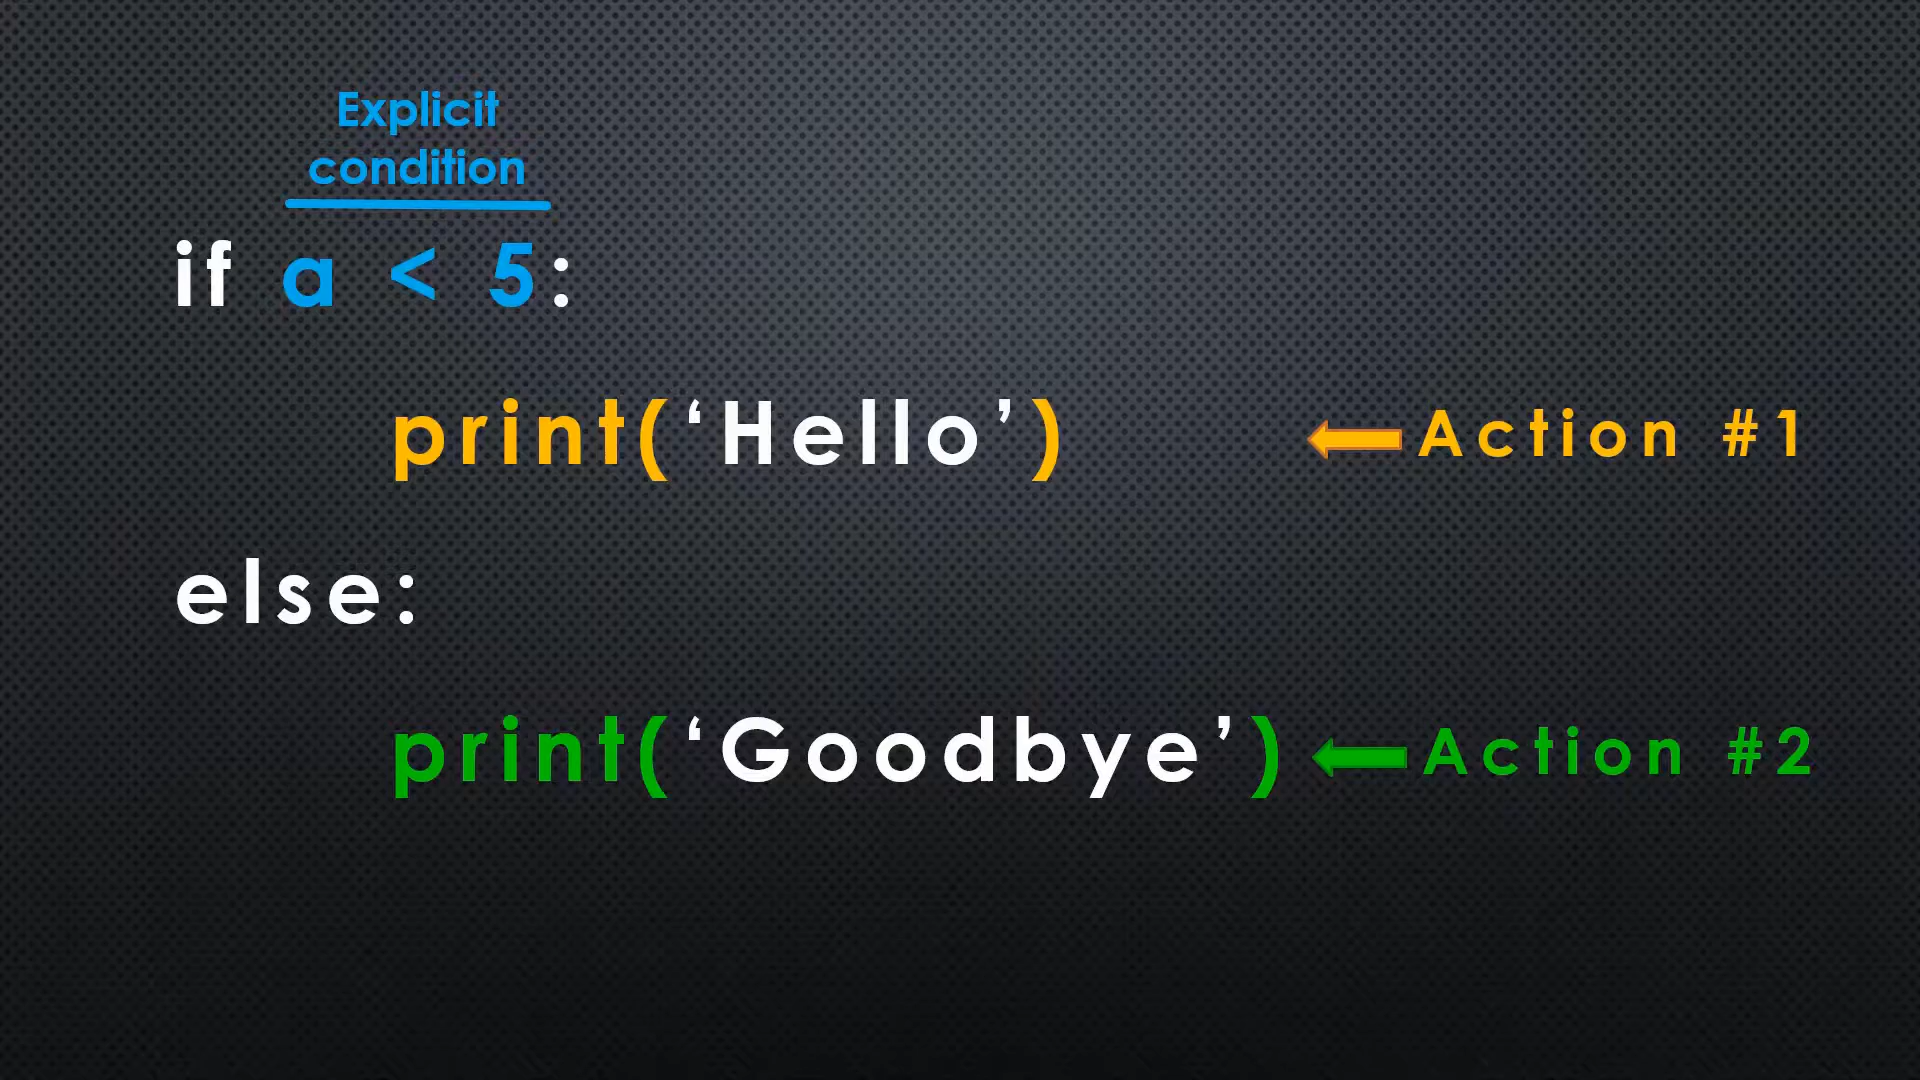 Explicit
condition
if a < 5:
print(‘Hello’) Action #1
else:
print(‘Goodbye’) Action #2